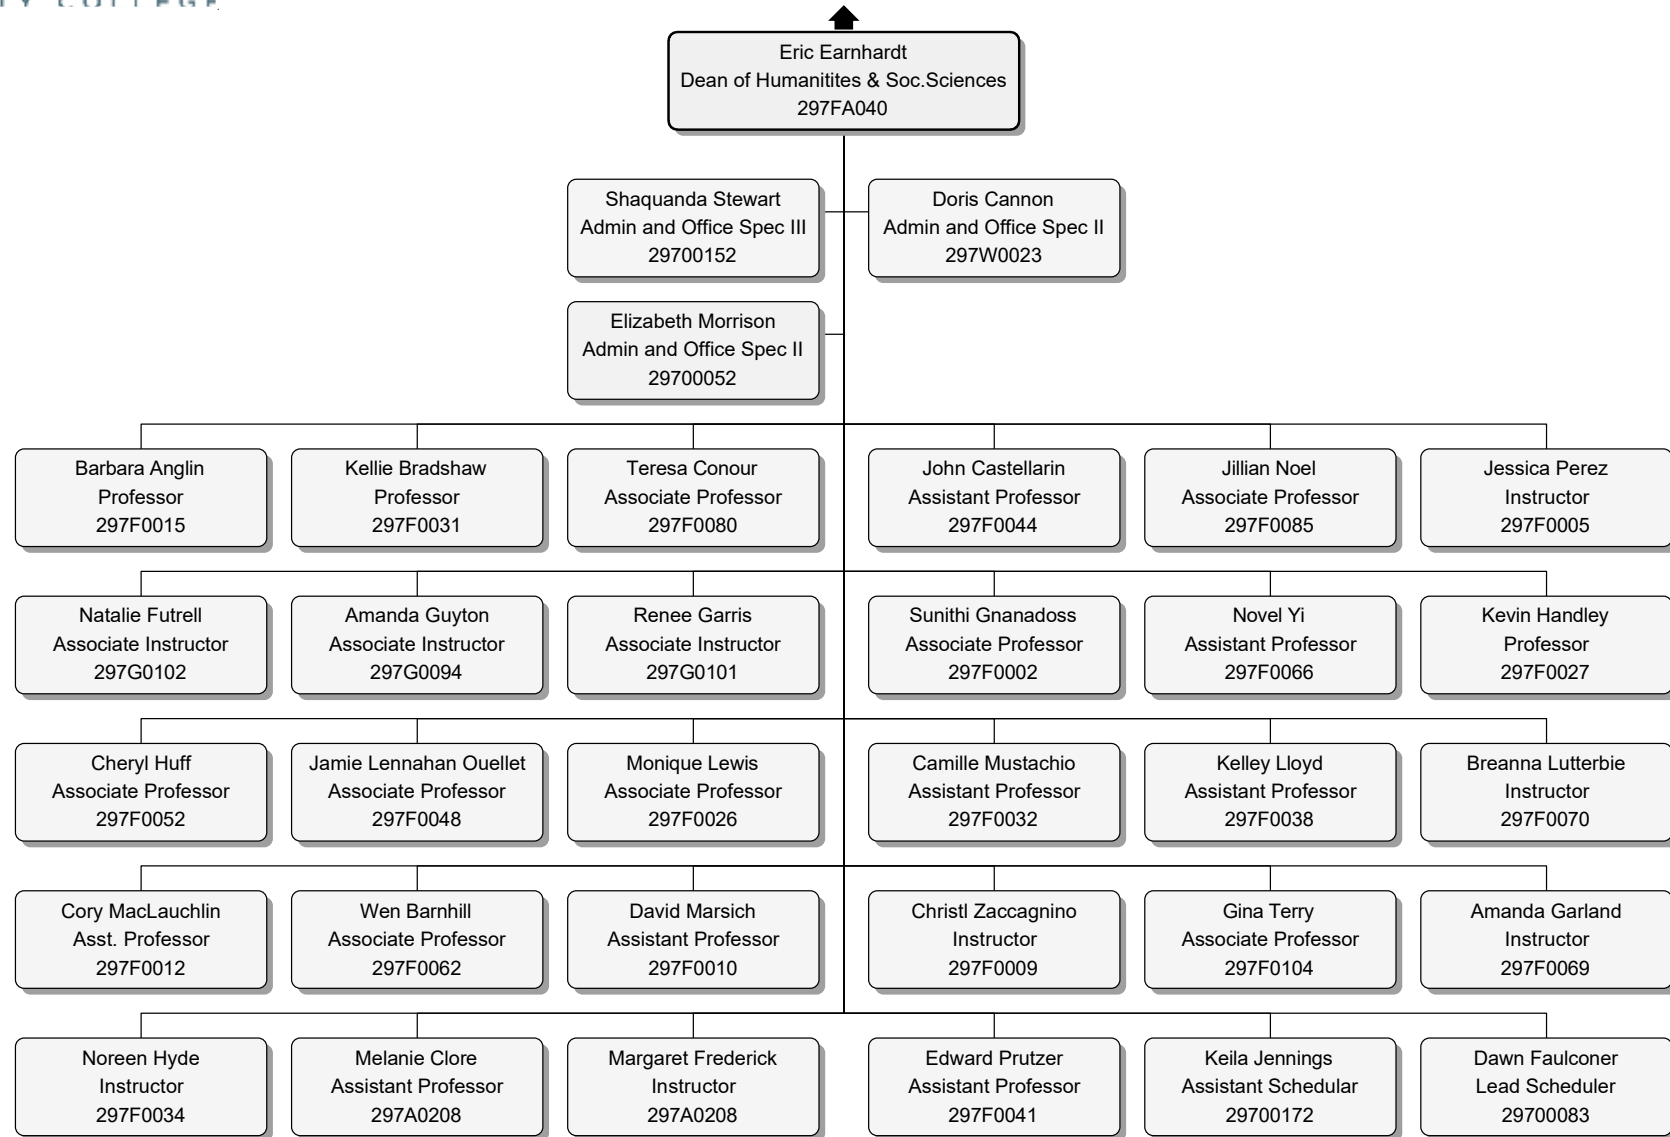 Eric Earnhardt
Dean of Humanitites & Soc.Sciences
297FA040
Shaquanda Stewart
Admin and Office Spec III
29700152
Doris Cannon
Admin and Office Spec II
297W0023
Elizabeth Morrison
Admin and Office Spec II
29700052
Barbara Anglin
Professor
297F0015
Kellie Bradshaw
Professor
297F0031
Teresa Conour
Associate Professor
297F0080
John Castellarin
Assistant Professor
297F0044
Jillian Noel
Associate Professor
297F0085
Jessica Perez
Instructor
297F0005
Natalie Futrell
Associate Instructor
297G0102
Amanda Guyton
Associate Instructor
297G0094
Renee Garris
Associate Instructor
297G0101
Sunithi Gnanadoss
Associate Professor
297F0002
Novel Yi
Assistant Professor
297F0066
Kevin Handley
Professor
297F0027
Cheryl Huff
Associate Professor
297F0052
Jamie Lennahan Ouellet
Associate Professor
297F0048
Monique Lewis
Associate Professor
297F0026
Camille Mustachio
Assistant Professor
297F0032
Kelley Lloyd
Assistant Professor
297F0038
Breanna Lutterbie
Instructor
297F0070
Cory MacLauchlin
Asst. Professor
297F0012
Wen Barnhill
Associate Professor
297F0062
David Marsich
Assistant Professor
297F0010
Christl Zaccagnino
Instructor
297F0009
Gina Terry
Associate Professor
297F0104
Amanda Garland
Instructor
297F0069
Noreen Hyde
Instructor
297F0034
Melanie Clore
Assistant Professor
297A0208
Margaret Frederick
Instructor
297A0208
Edward Prutzer
Assistant Professor
297F0041
Keila Jennings
Assistant Schedular
29700172
Dawn Faulconer
Lead Scheduler
29700083